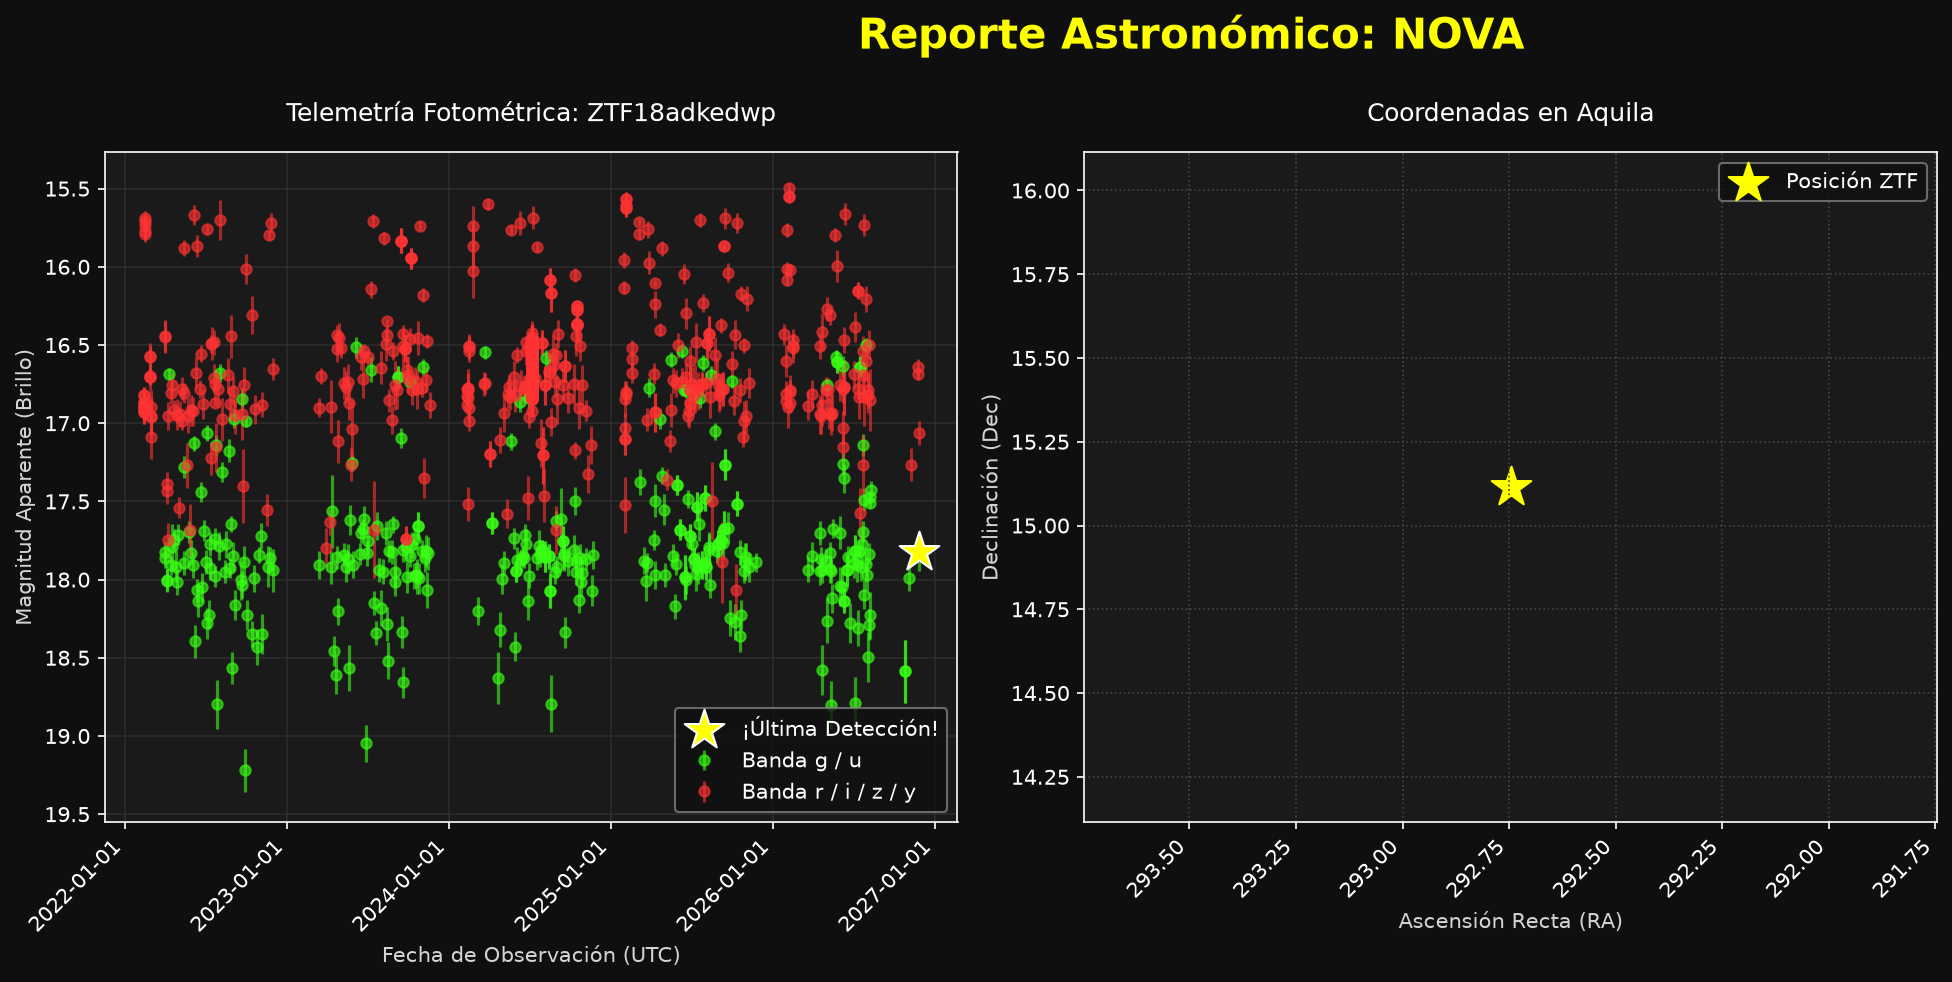 Reporte Astronómico: NOVA
Telemetría Fotométrica: ZTF18adkedwp
Magnitud Aparente (Brillo)
15.5
16.0
16.5
17.0
17.5
18.0
18.5
19.0
19.5
¡Última Detección!
Banda g / u
Banda r / i / z / y
2022-01-01
2023-01-01
2024-01-01
2025-01-01
2026-01-01
2027-01-01
Fecha de Observación (UTC)
Coordenadas en Aquila
Posición ZTF
Declinación (Dec)
16.00
15.75
15.50
15.25
15.00
14.75
14.50
14.25
293.50
293.25
293.00
292.75
292.50
292.25
292.00
291.75
Ascensión Recta (RA)